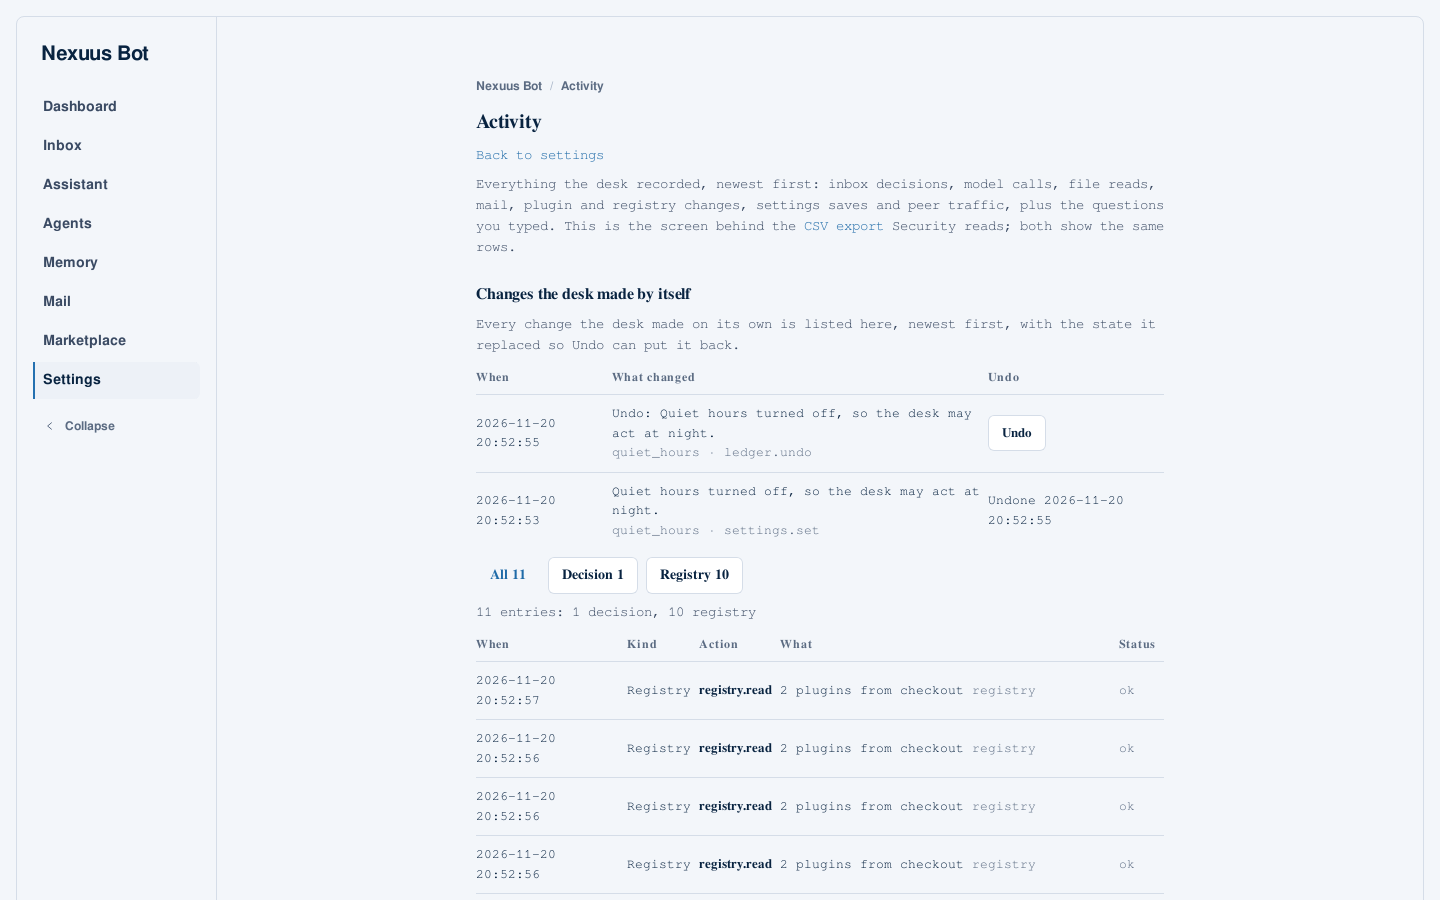 Nexuus Bot
Dashboard
Inbox
Assistant
Agents
Memory
Mail
Marketplace
Settings
Collapse
Nexuus Bot / Activity
Activity
Back to settings
Everything the desk recorded, newest first: inbox decisions, model calls, file reads,
mail, plugin and registry changes, settings saves and peer traffic, plus the questions
you typed. This is the screen behind the CSV export Security reads; both show the same
rows.
Changes the desk made by itself
Every change the desk made on its own is listed here, newest first, with the state it
replaced so Undo can put it back.
When What changed Undo
2026-11-20
20:52:55
Undo: Quiet hours turned off, so the desk may
act at night.
quiet_hours · ledger.undo
Undo
2026-11-20
20:52:53
Quiet hours turned off, so the desk may act at
night.
quiet_hours · settings.set
Undone 2026-11-20
20:52:55
All 11 Decision 1 Registry 10
11 entries: 1 decision, 10 registry
When Kind Action What Status
2026-11-20
20:52:57
Registry registry.read 2 plugins from checkout registry ok
2026-11-20
20:52:56
Registry registry.read 2 plugins from checkout registry ok
2026-11-20
20:52:56
Registry registry.read 2 plugins from checkout registry ok
2026-11-20
20:52:56
Registry registry.read 2 plugins from checkout registry ok